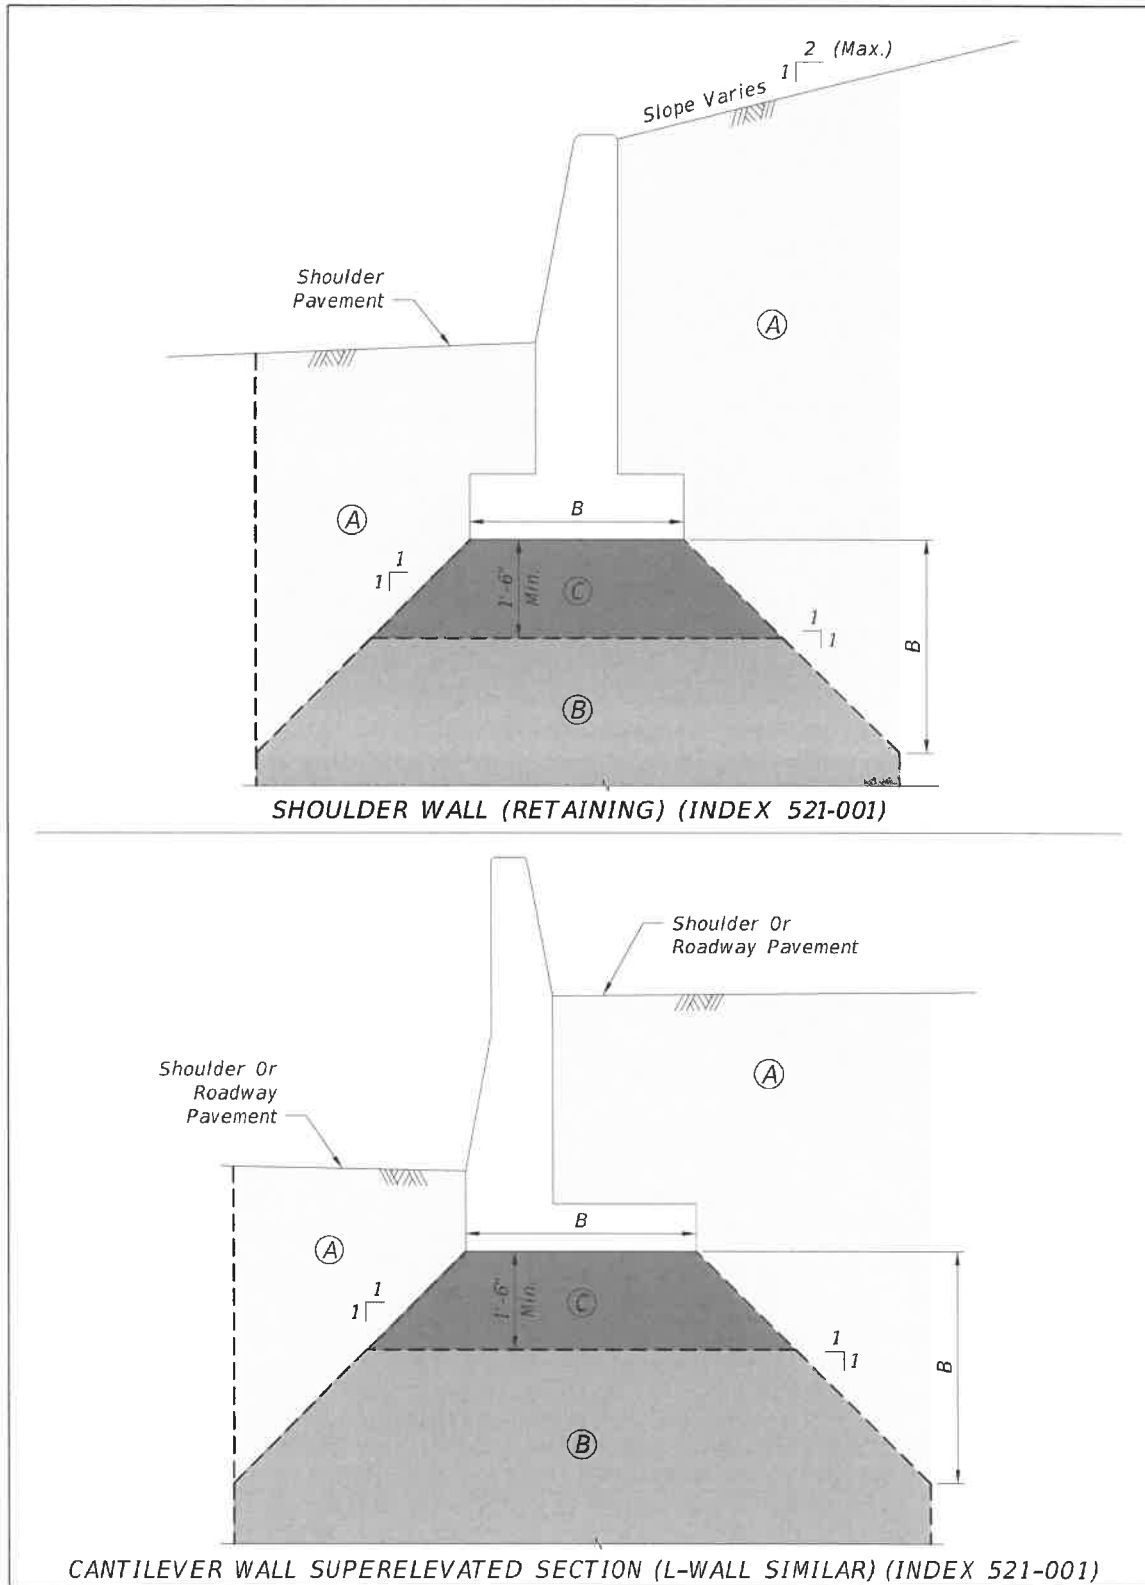 2 (Max.)
1
Slope Varies
Shoulder
Pavement
A
A
B
1
1
1'-6"
Min.
C
1
1
B
B
SHOULDER WALL (RETAINING) (INDEX 521-001)
Shoulder Or
Roadway Pavement
Shoulder Or
Roadway
Pavement
A
A
B
1
1
1'-6"
Min.
C
1
1
B
B
CANTILEVER WALL SUPERELEVATED SECTION (L-WALL SIMILAR) (INDEX 521-001)